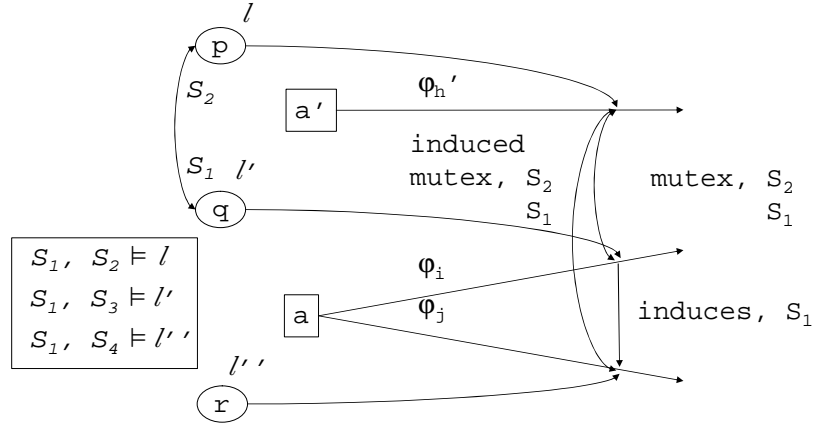 l
p
φh'
S2
a'
induced
mutex, S2
S1
mutex, S2
S1
S1 l'
q
S1, S2 ⊨ l
S1, S3 ⊨ l'
S1, S4 ⊨ l''
φi
a
φj
induces, S1
l''
r